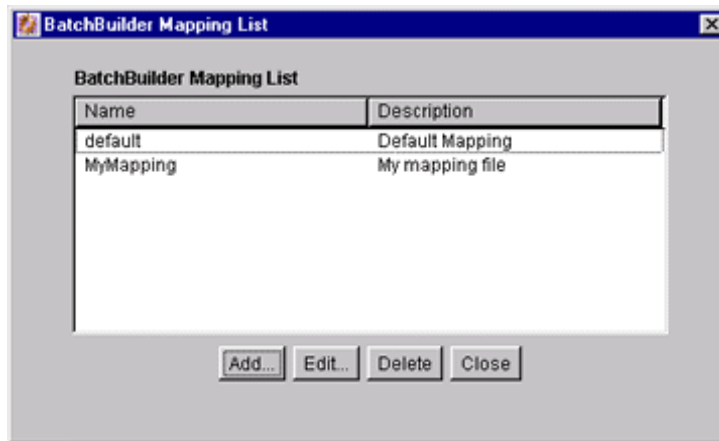 BatchBuilder Mapping List
BatchBuilder Mapping List
Name Description
default Default Mapping
MyMapping My mapping file
Add... Edit... Delete Close